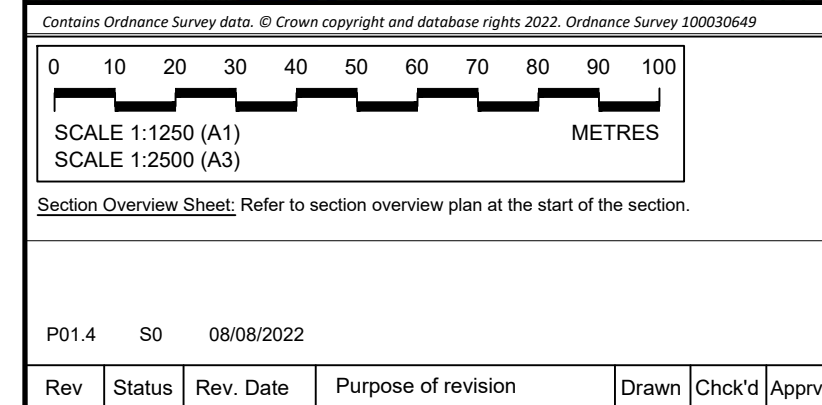 Contains Ordnance Survey data. © Crown copyright and database rights 2022. Ordnance Survey 100030649
0 10 20 30 40 50 60 70 80 90 100
SCALE 1:1250 (A1) METRES
SCALE 1:2500 (A3)
Section Overview Sheet: Refer to section overview plan at the start of the section.
P01.4 S0 08/08/2022
Rev Status Rev. Date Purpose of revision Drawn Chck'd Apprv